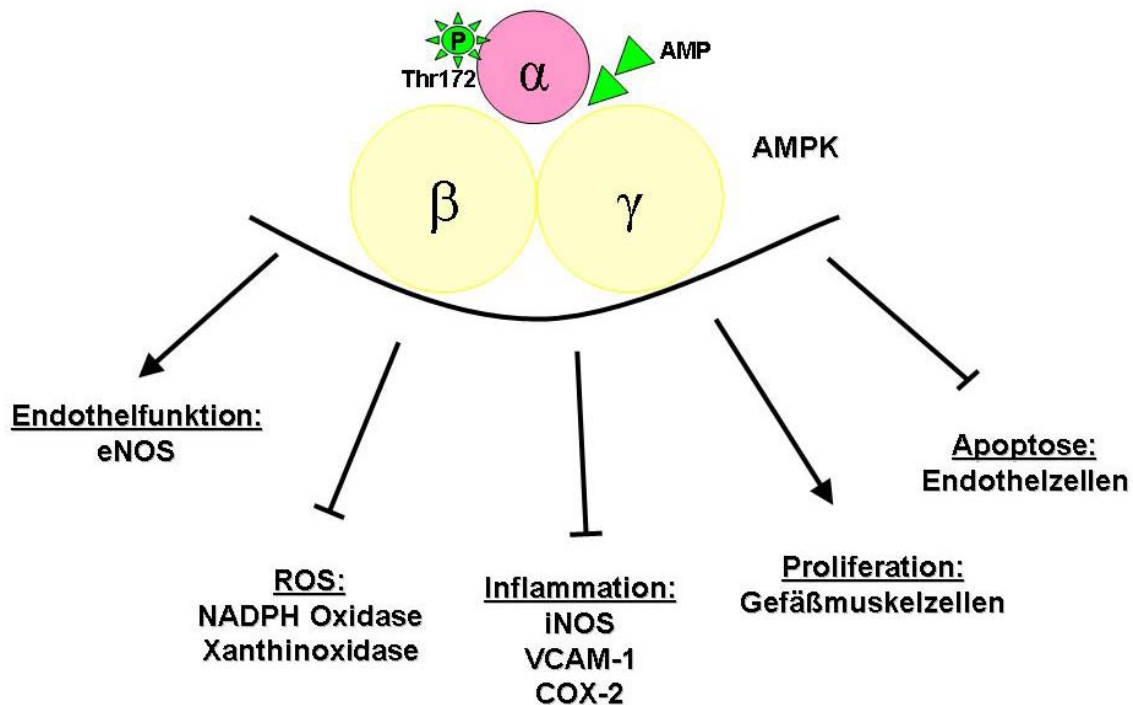 P
Thr172
α
AMP
AMPK
β
γ
Endothelfunktion:
eNOS
ROS:
NADPH Oxidase
Xanthinoxidase
Inflammation:
iNOS
VCAM-1
COX-2
Proliferation:
Gefäßmuskelzellen
Apoptose:
Endothelzellen